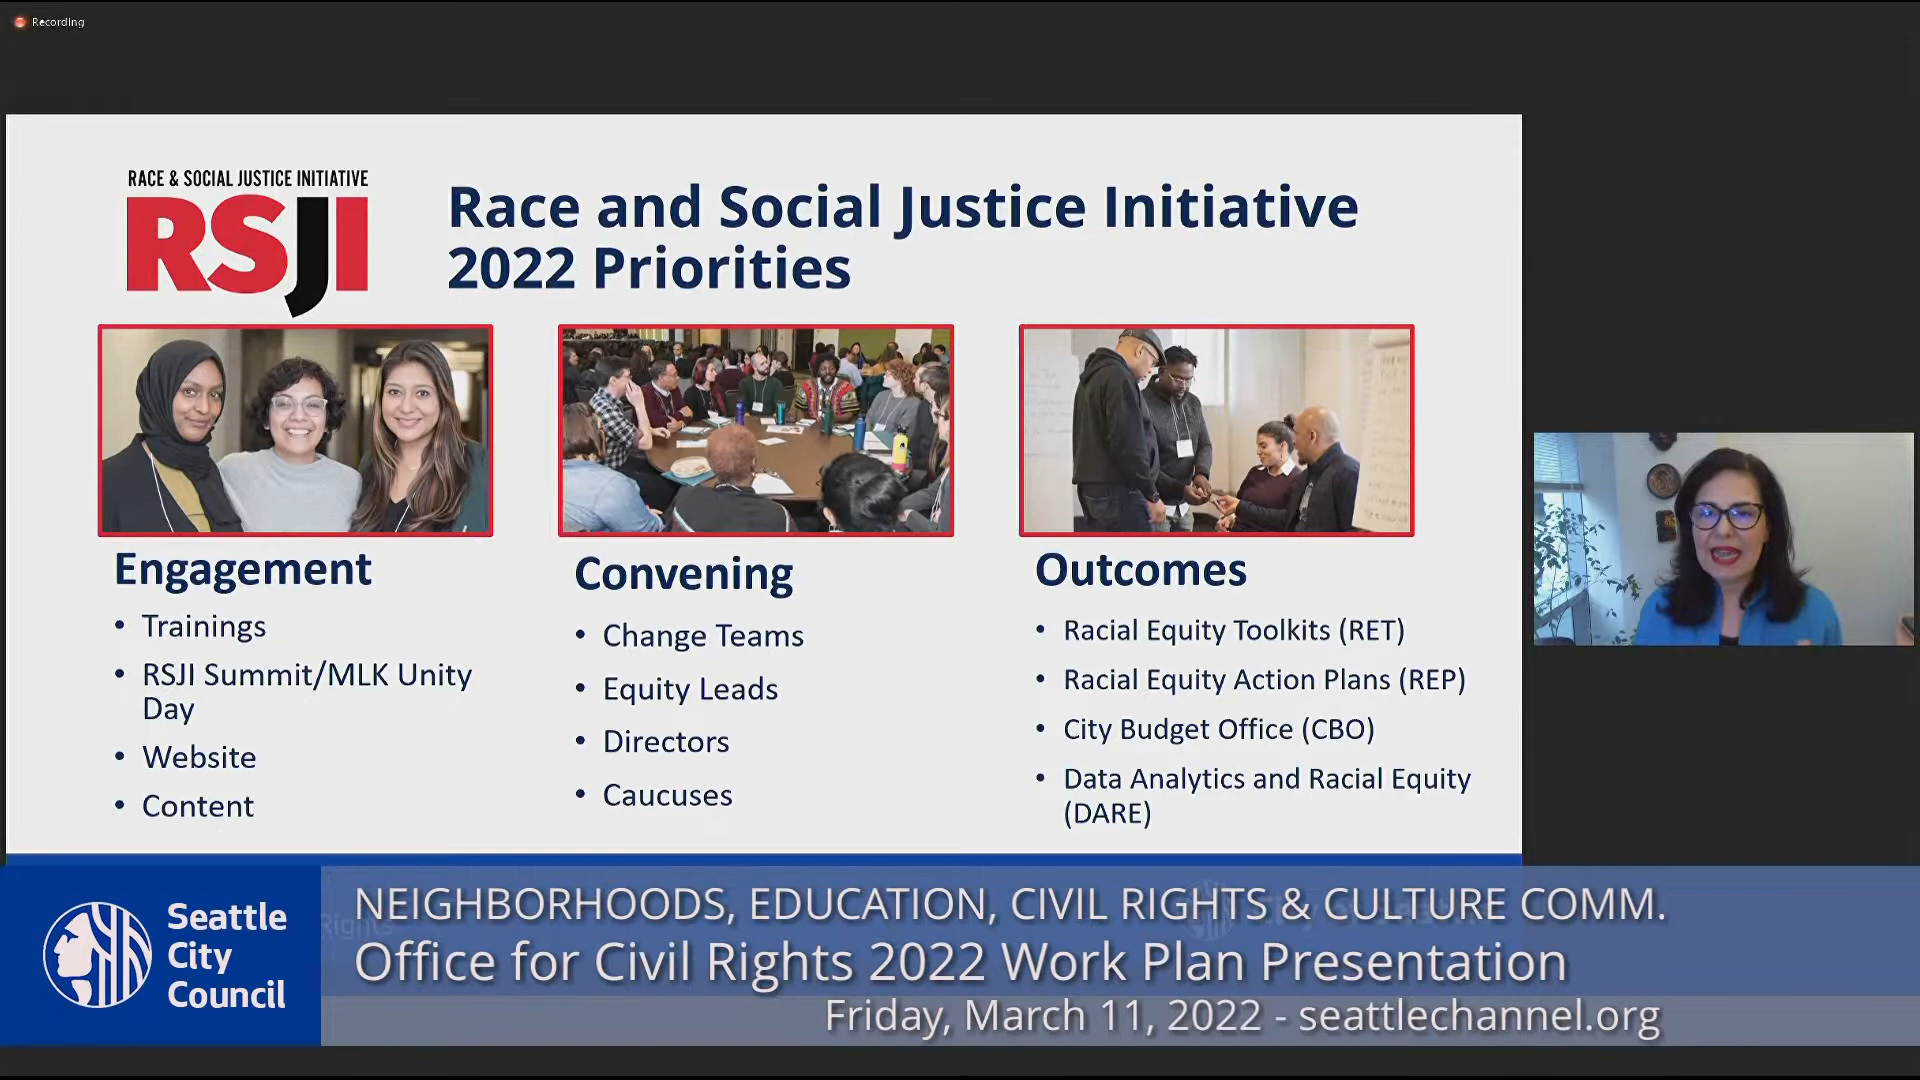 Recording
RACE & SOCIAL JUSTICE INITIATIVE
RSJI
Race and Social Justice Initiative
2022 Priorities
Engagement
• Trainings
• RSJI Summit/MLK Unity
Day
• Website
• Content
Convening
• Change Teams
• Equity Leads
• Directors
• Caucuses
Outcomes
• Racial Equity Toolkits (RET)
• Racial Equity Action Plans (REP)
• City Budget Office (CBO)
• Data Analytics and Racial Equity
(DARE)
Seattle
City
Council
NEIGHBORHOODS, EDUCATION, CIVIL RIGHTS & CULTURE COMM.
Office for Civil Rights 2022 Work Plan Presentation
Friday, March 11, 2022 - seattlechannel.org